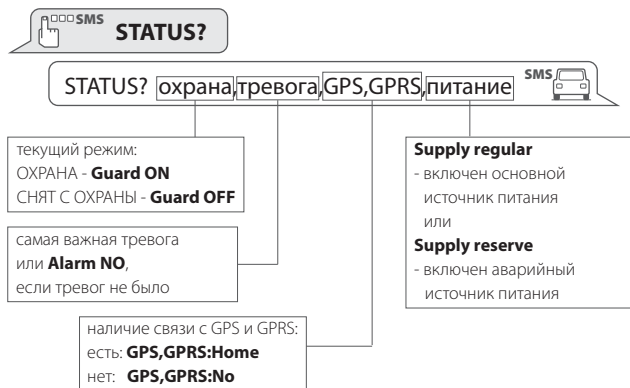 SMS
STATUS?
SMS
STATUS? охрана,тревога,GPS,GPRS,питание
текущий режим:
ОХРАНА - Guard ON
СНЯТ С ОХРАНЫ - Guard OFF
самая важная тревога
или Alarm NO,
если тревог не было
наличие связи с GPS и GPRS:
есть: GPS,GPRS:Home
нет: GPS,GPRS:No
Supply regular
- включен основной
источник питания
или
Supply reserve
- включен аварийный
источник питания